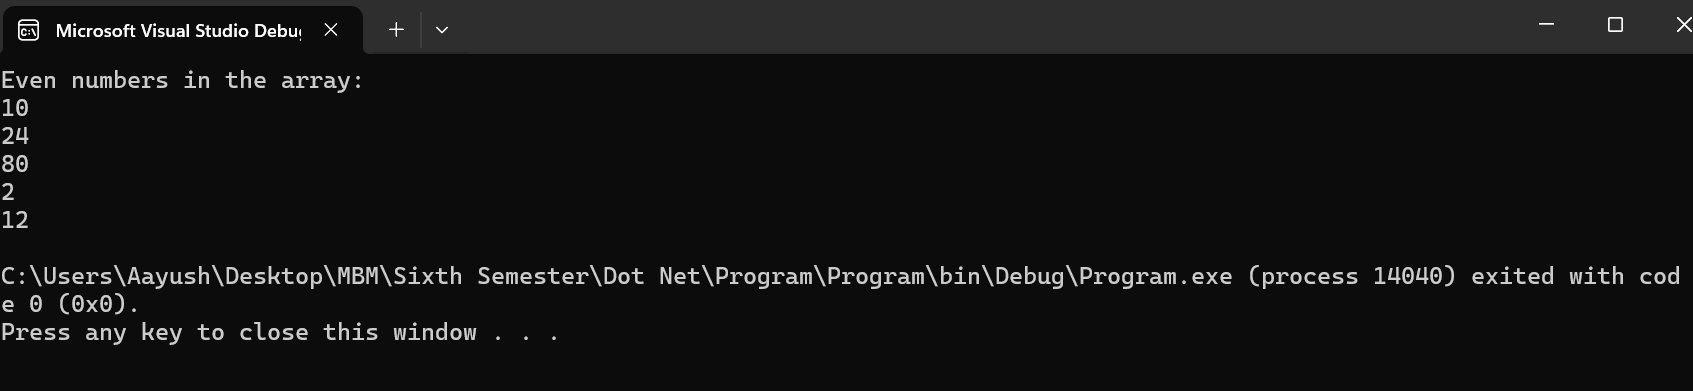 Microsoft Visual Studio Debug
Even numbers in the array:
10
24
80
2
12
C:\Users\Aayush\Desktop\MBM\Sixth Semester\Dot Net\Program\Program\bin\Debug\Program.exe (process 14040) exited with cod
e 0 (0x0).
Press any key to close this window . . .